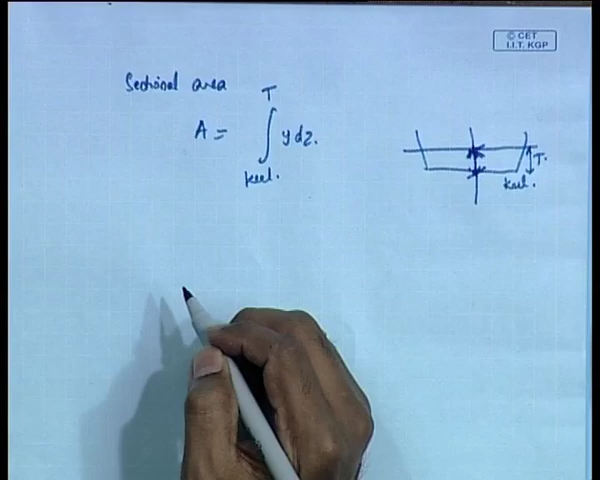 © CET
I.I.T. KGP
Sectional area
T
A = ∫ y dz.
Keel.
T.
Keel.